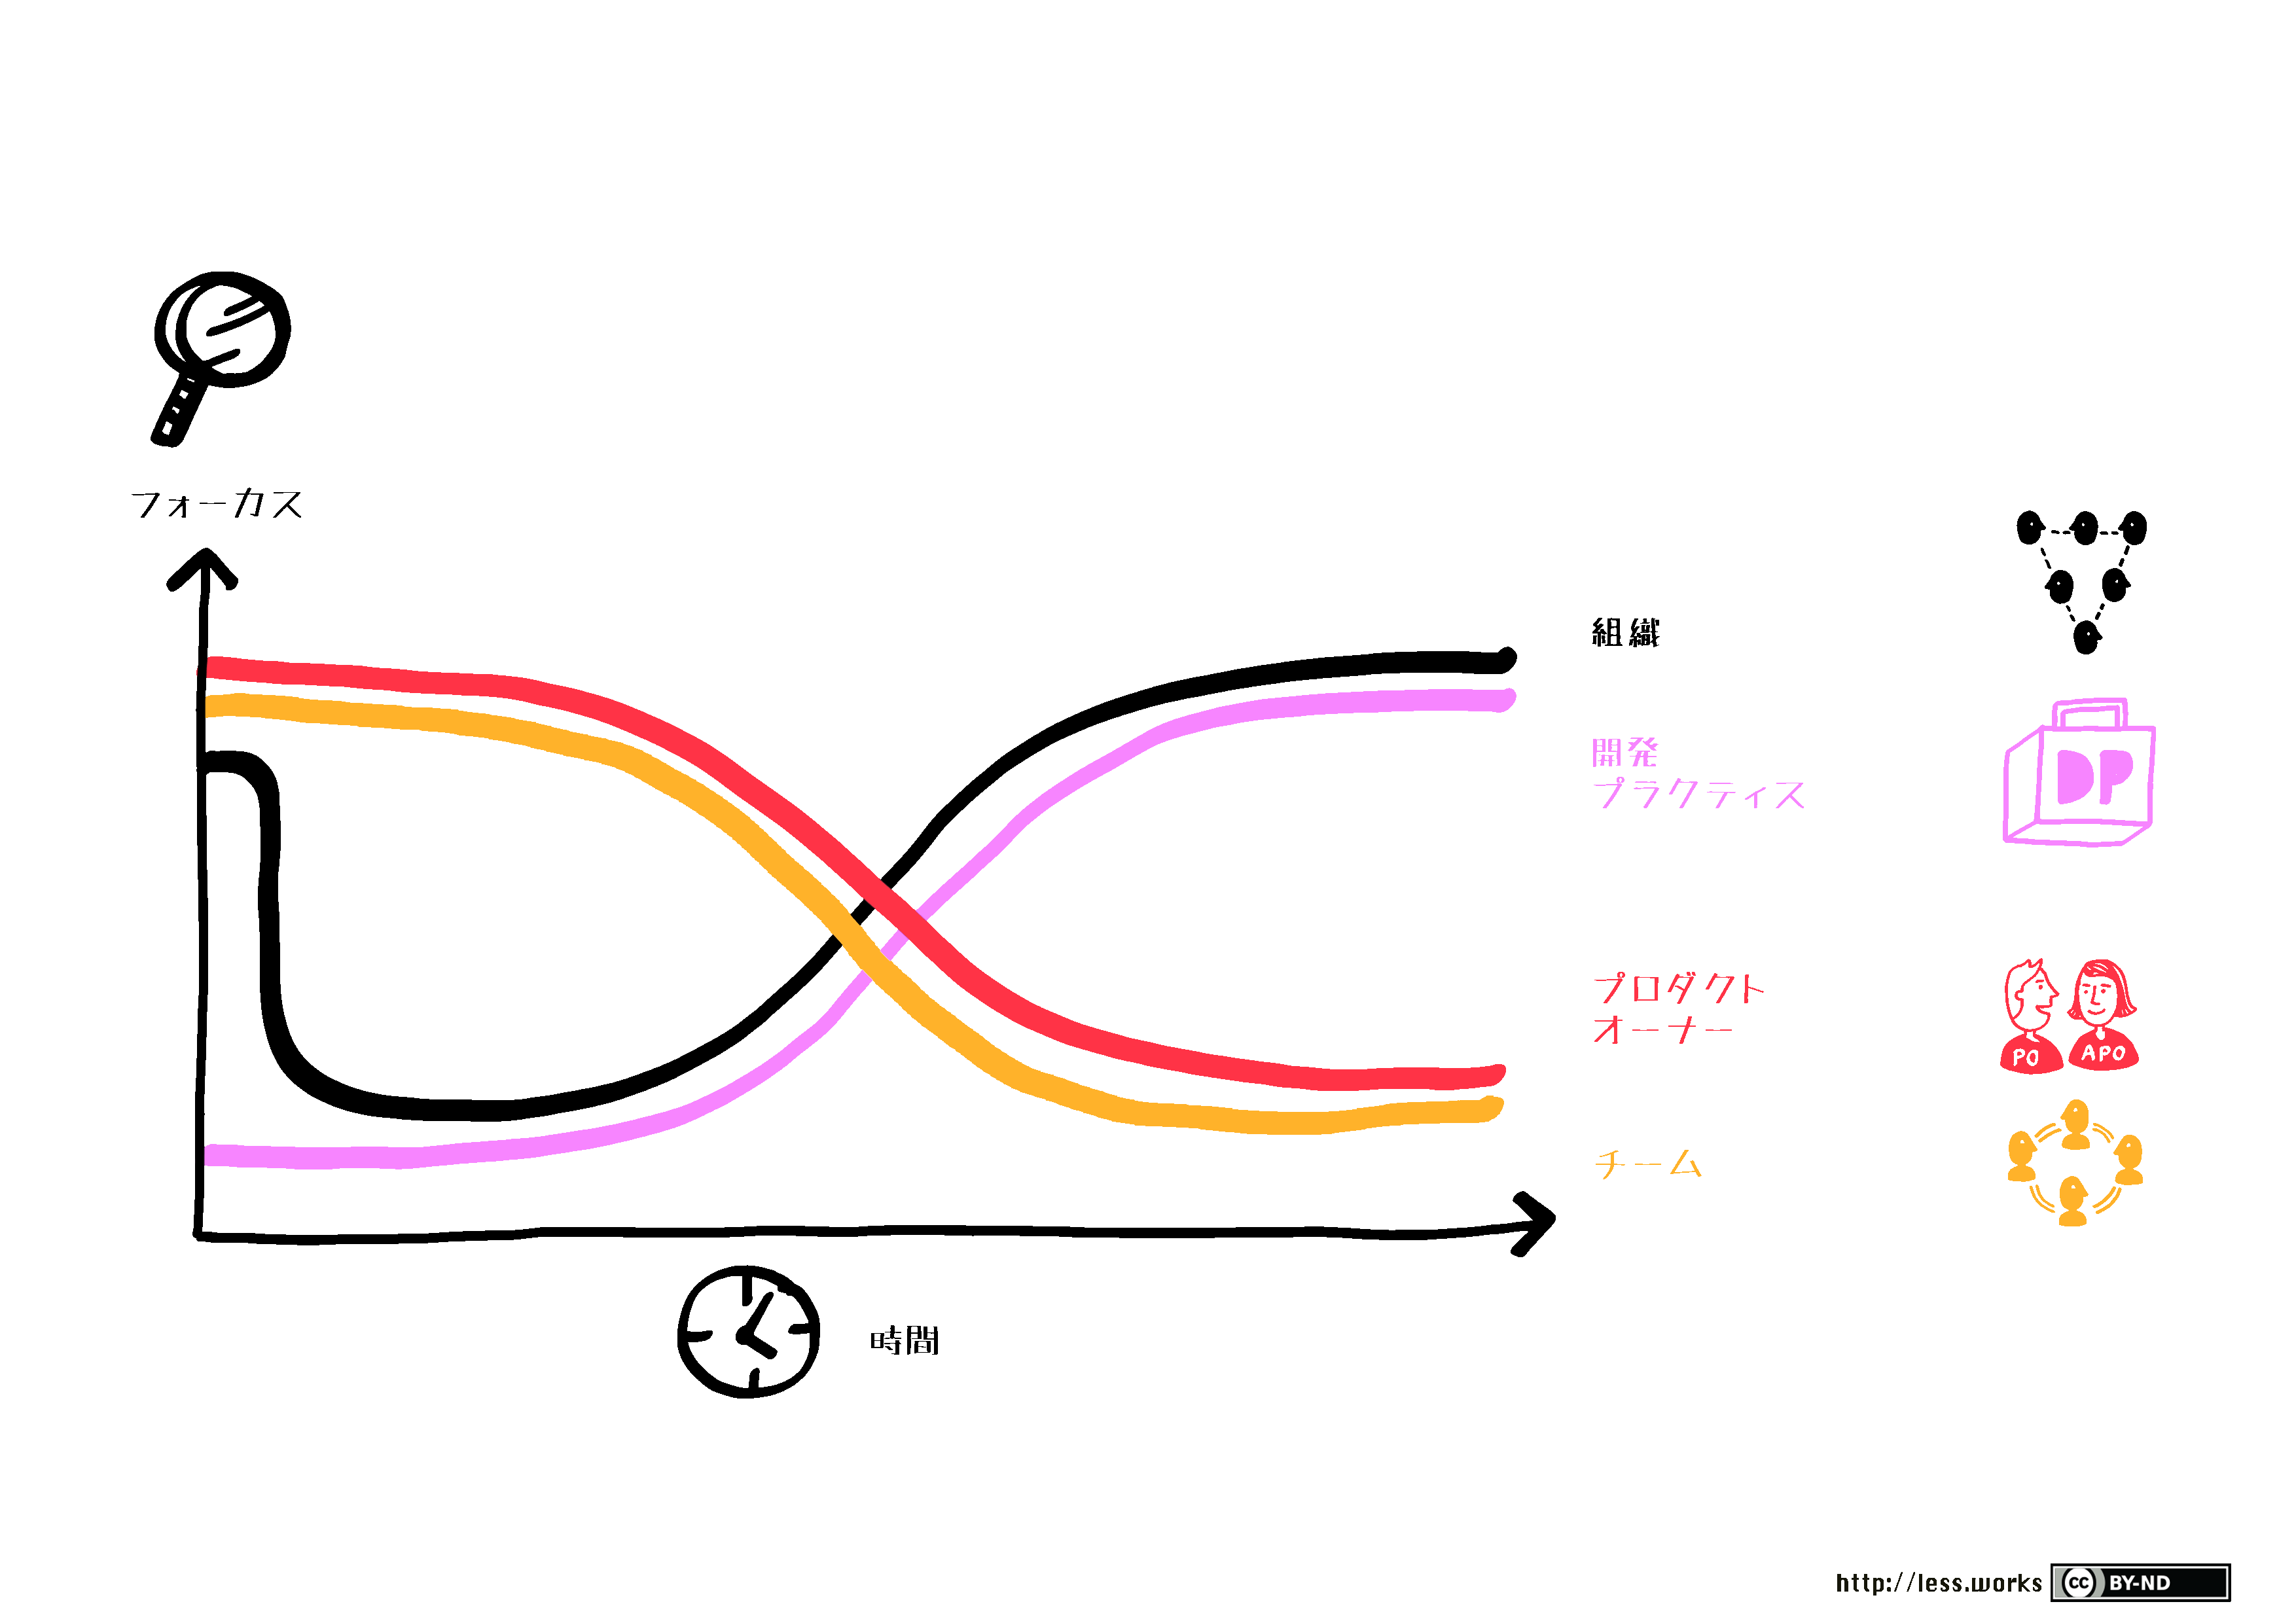 フォーカス
組織
開発
プラクティス
DP
プロダクト
オーナー
PO
APO
チーム
時間
http://less.works
cc BY-ND